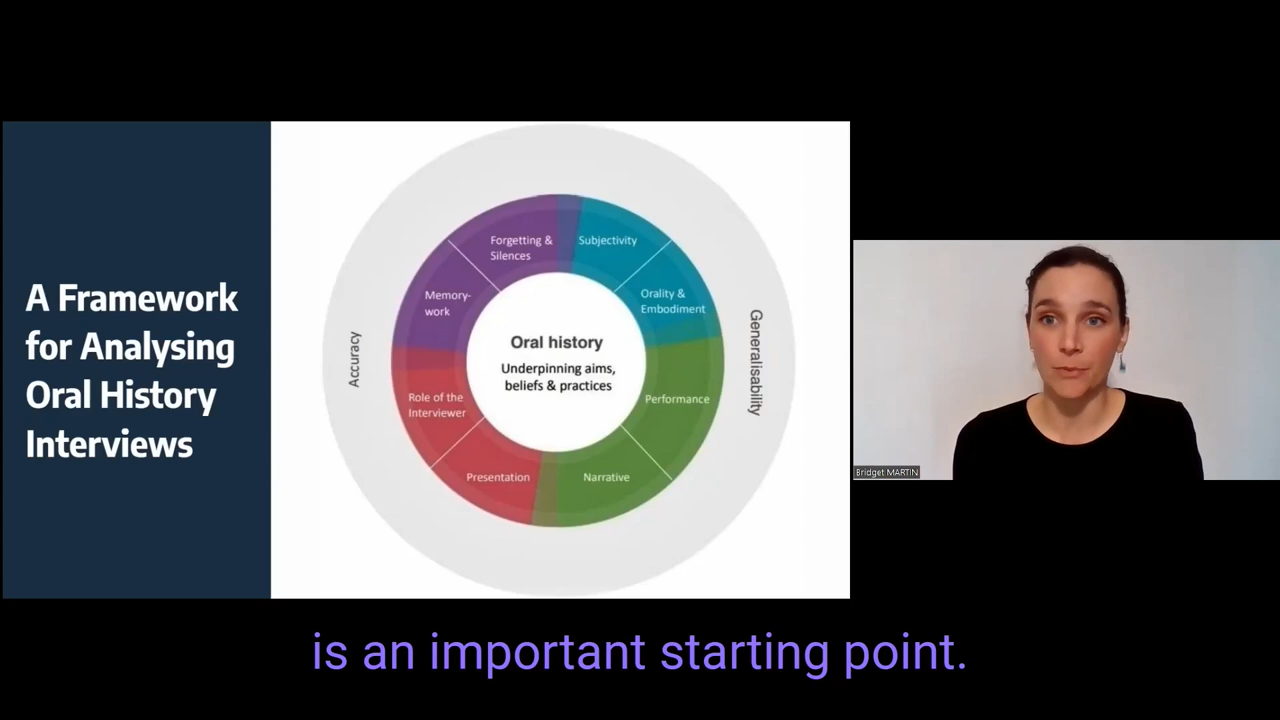 A Framework
for Analysing
Oral History
Interviews
Accuracy
Forgetting &
Silences
Subjectivity
Memory-
work
Orality &
Embodiment
Oral history
Underpinning aims,
beliefs & practices
Role of the
Interviewer
Performance
Presentation
Narrative
Generalisability
Bridget MARTIN
is an important starting point.